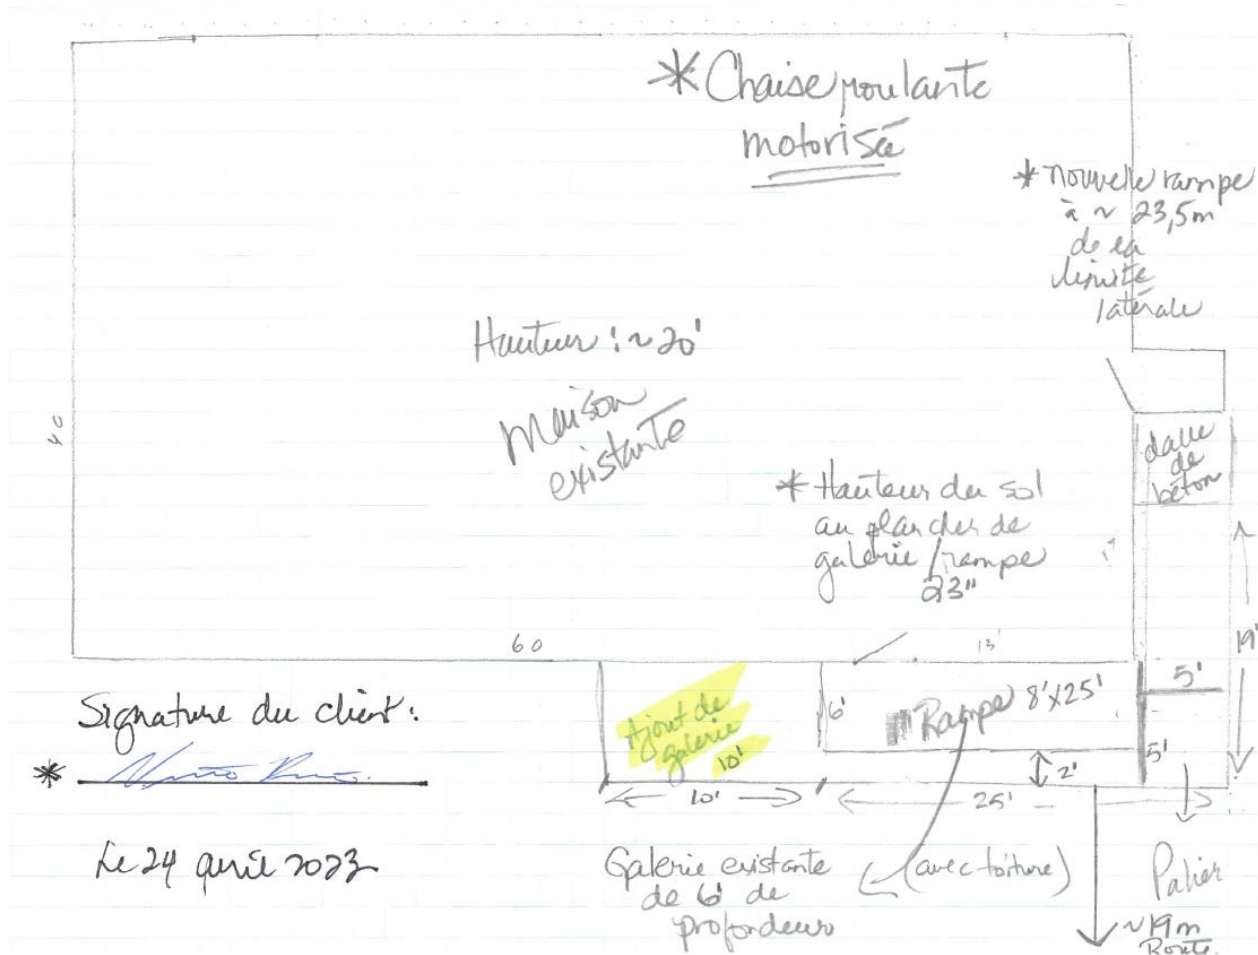 * Chaise roulante
motorisée
* nouvelle rampe
à ~ 23,5m
de la
limite
latérale
Hauteur : ~20'
Maison
existante
40
dalle
de
béton
* Hauteur du sol
au plancher de
galerie / rampe
23"
19'
60
13'
5'
Ajout de
galerie
10'
6'
Rampe 8'x25'
5'
2'
10'
25'
Signature du client :
*
Le 24 avril 2023
Galerie existante
de 6' de
profondeur
(avec toiture)
Palier
~19m
Route.